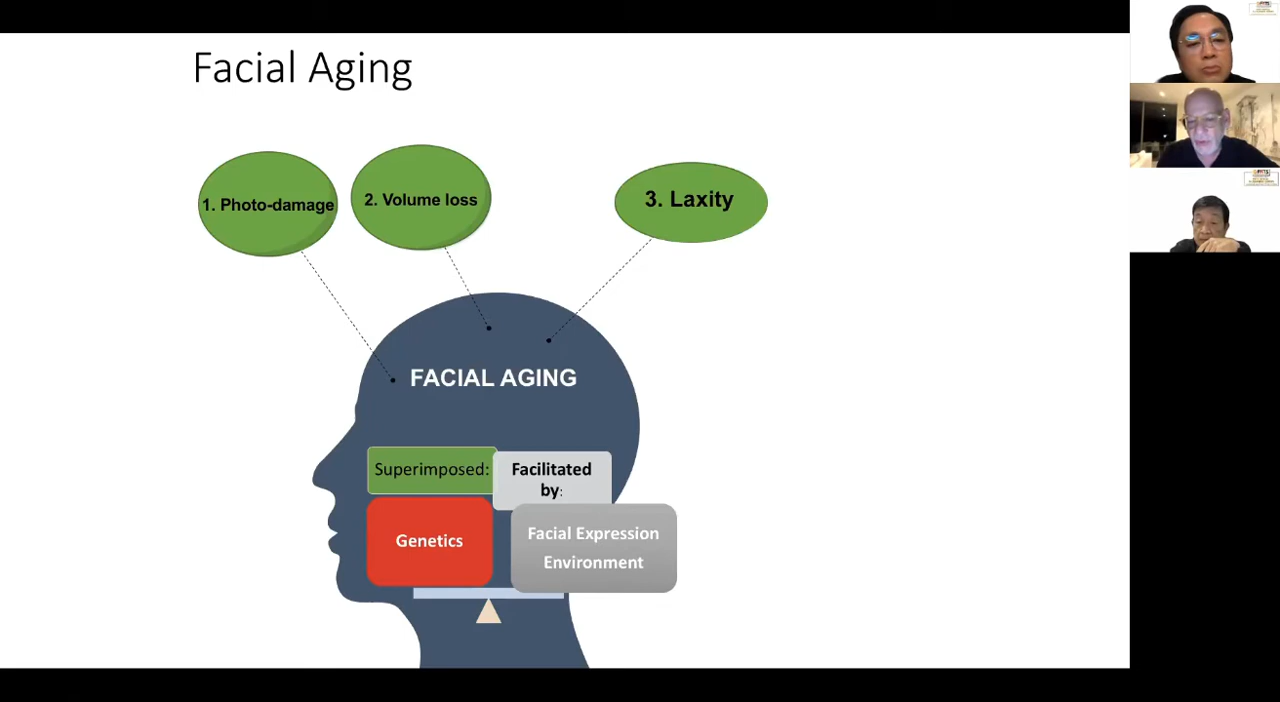 Facial Aging
1. Photo-damage
2. Volume loss
3. Laxity
FACIAL AGING
Superimposed:
Facilitated
by:
Genetics
Facial Expression
Environment